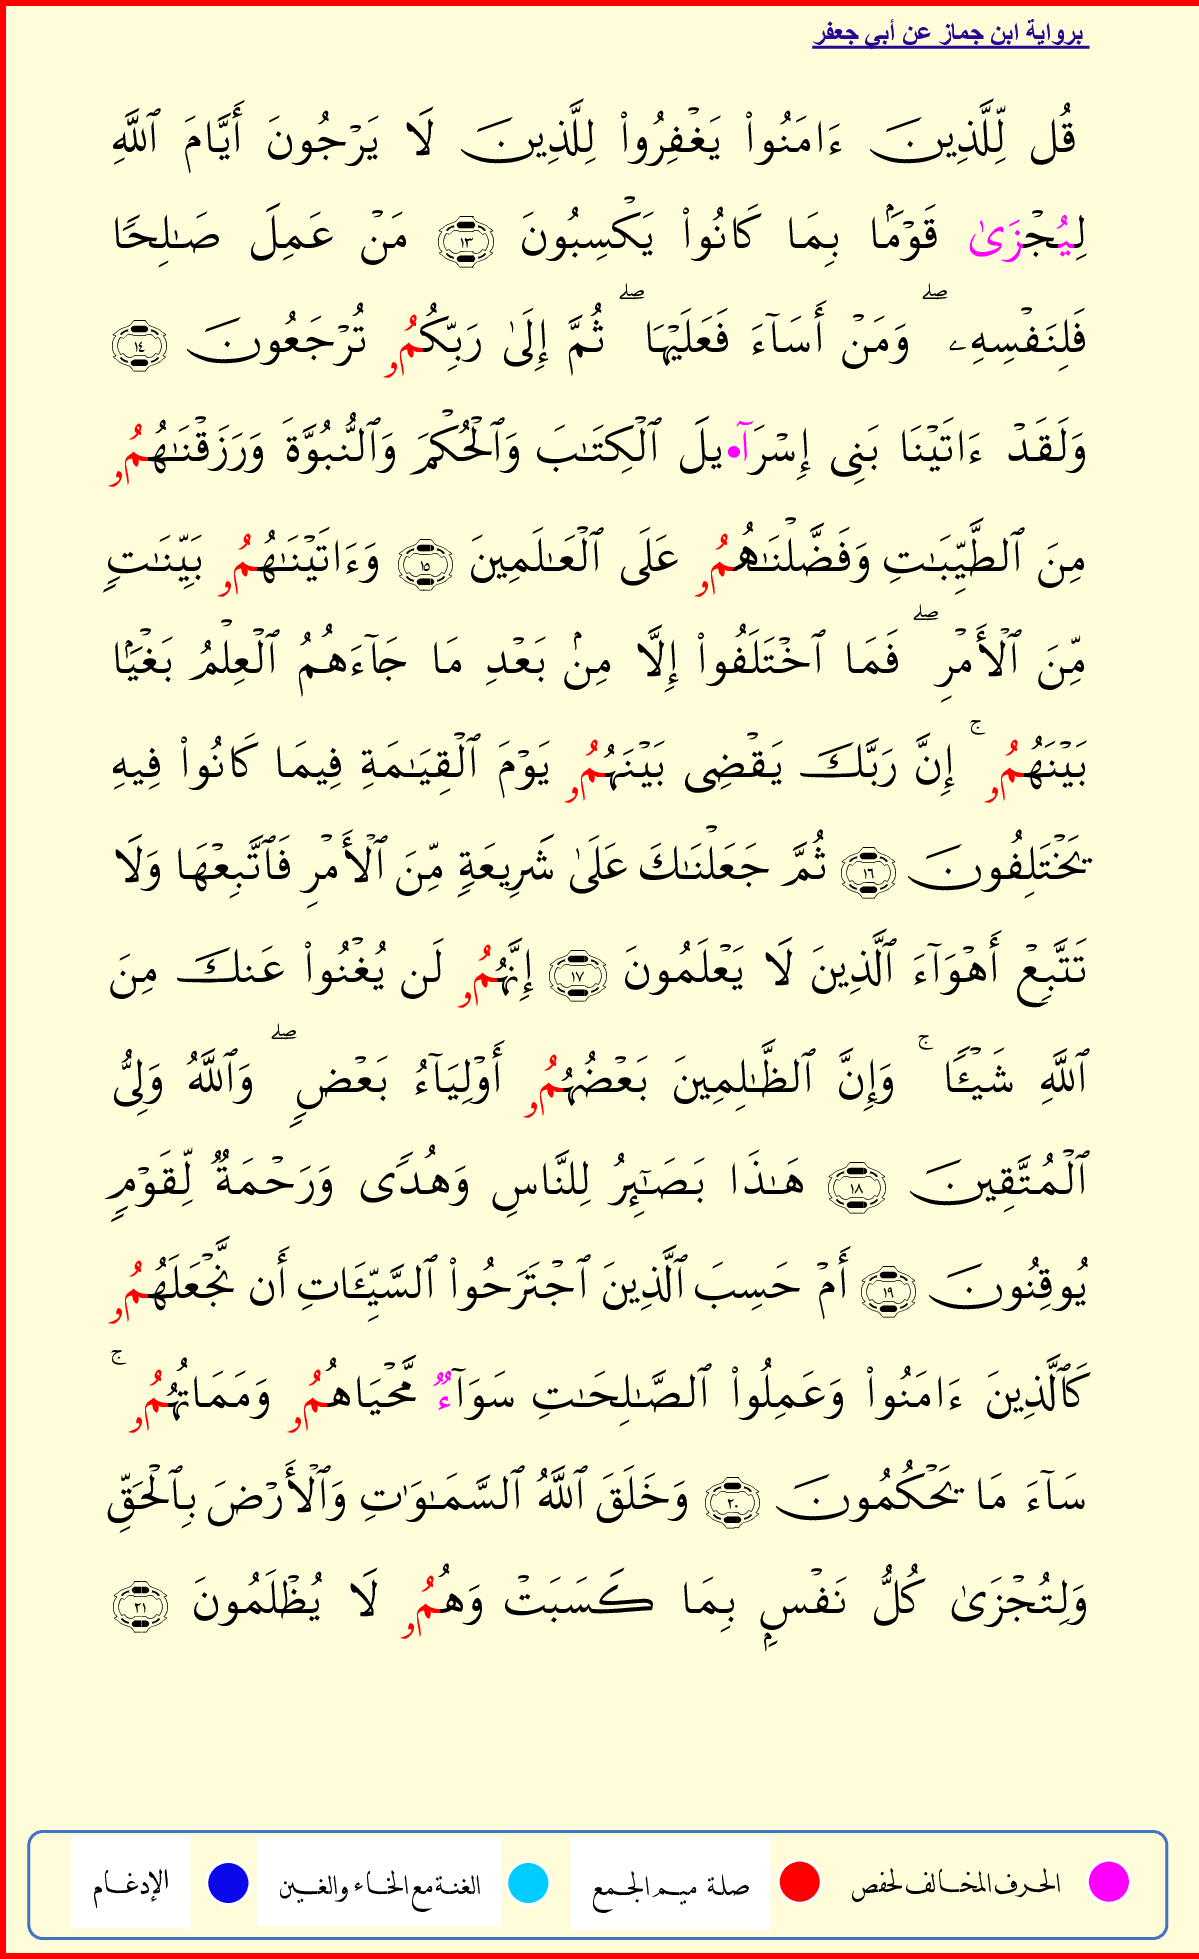 برواية ابن جماز عن أبي جعفر
قُل لِّلَّذِينَ ءَامَنُوا۟ يَغْفِرُوا۟ لِلَّذِينَ لَا يَرْجُونَ أَيَّامَ ٱللَّهِ
لِيُجْزَىٰ قَوْمَۢا بِمَا كَانُوا۟ يَكْسِبُونَ ١٣ مَنْ عَمِلَ صَـٰلِحًا
فَلِنَفْسِهِۦ ۖ وَمَنْ أَسَآءَ فَعَلَيْهَا ۖ ثُمَّ إِلَىٰ رَبِّكُمُۥ تُرْجَعُونَ ١٤
وَلَقَدْ ءَاتَيْنَا بَنِى إِسْرَآ•يلَ ٱلْكِتَـٰبَ وَٱلْحُكْمَ وَٱلنُّبُوَّةَ وَرَزَقْنَـٰهُمُۥ
مِنَ ٱلطَّيِّبَـٰتِ وَفَضَّلْنَـٰهُمُۥ عَلَى ٱلْعَـٰلَمِينَ ١٥ وَءَاتَيْنَـٰهُمُۥ بَيِّنَـٰتٍ
مِّنَ ٱلْأَمْرِ ۖ فَمَا ٱخْتَلَفُوا۟ إِلَّا مِنۢ بَعْدِ مَا جَآءَهُمُ ٱلْعِلْمُ بَغْيَۢا
بَيْنَهُمُۥ ۚ إِنَّ رَبَّكَ يَقْضِى بَيْنَهُمُۥ يَوْمَ ٱلْقِيَـٰمَةِ فِيمَا كَانُوا۟ فِيهِ
يَخْتَلِفُونَ ١٦ ثُمَّ جَعَلْنَـٰكَ عَلَىٰ شَرِيعَةٍ مِّنَ ٱلْأَمْرِ فَٱتَّبِعْهَا وَلَا
تَتَّبِعْ أَهْوَآءَ ٱلَّذِينَ لَا يَعْلَمُونَ ١٧ إِنَّهُمُۥ لَن يُغْنُوا۟ عَنكَ مِنَ
ٱللَّهِ شَيْـًٔا ۚ وَإِنَّ ٱلظَّـٰلِمِينَ بَعْضُهُمُۥ أَوْلِيَآءُ بَعْضٍ ۖ وَٱللَّهُ وَلِىُّ
ٱلْمُتَّقِينَ ١٨ هَـٰذَا بَصَـٰٓئِرُ لِلنَّاسِ وَهُدًى وَرَحْمَةٌ لِّقَوْمٍ
يُوقِنُونَ ١٩ أَمْ حَسِبَ ٱلَّذِينَ ٱجْتَرَحُوا۟ ٱلسَّيِّـَٔاتِ أَن نَّجْعَلَهُمُۥ
كَٱلَّذِينَ ءَامَنُوا۟ وَعَمِلُوا۟ ٱلصَّـٰلِحَـٰتِ سَوَآءٌ مَّحْيَاهُمُۥ وَمَمَاتُهُمُۥ ۚ
سَآءَ مَا يَحْكُمُونَ ٢٠ وَخَلَقَ ٱللَّهُ ٱلسَّمَـٰوَٰتِ وَٱلْأَرْضَ بِٱلْحَقِّ
وَلِتُجْزَىٰ كُلُّ نَفْسٍۭ بِمَا كَسَبَتْ وَهُمُۥ لَا يُظْلَمُونَ ٢١
الحرف المخالف لحفص صلة ميم الجمع الغنة مع الخاء والغين الإدغام